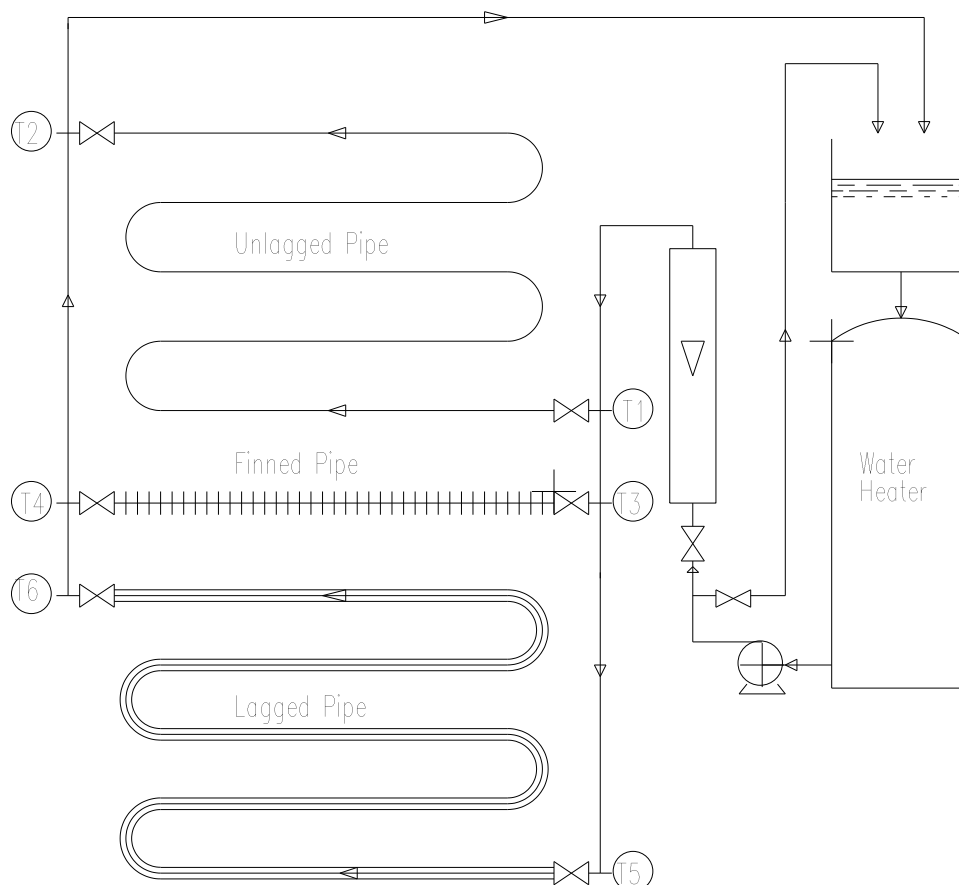 T2
Unlagged Pipe
T1
Finned Pipe
Water
Heater
T4
T3
T6
Lagged Pipe
T5